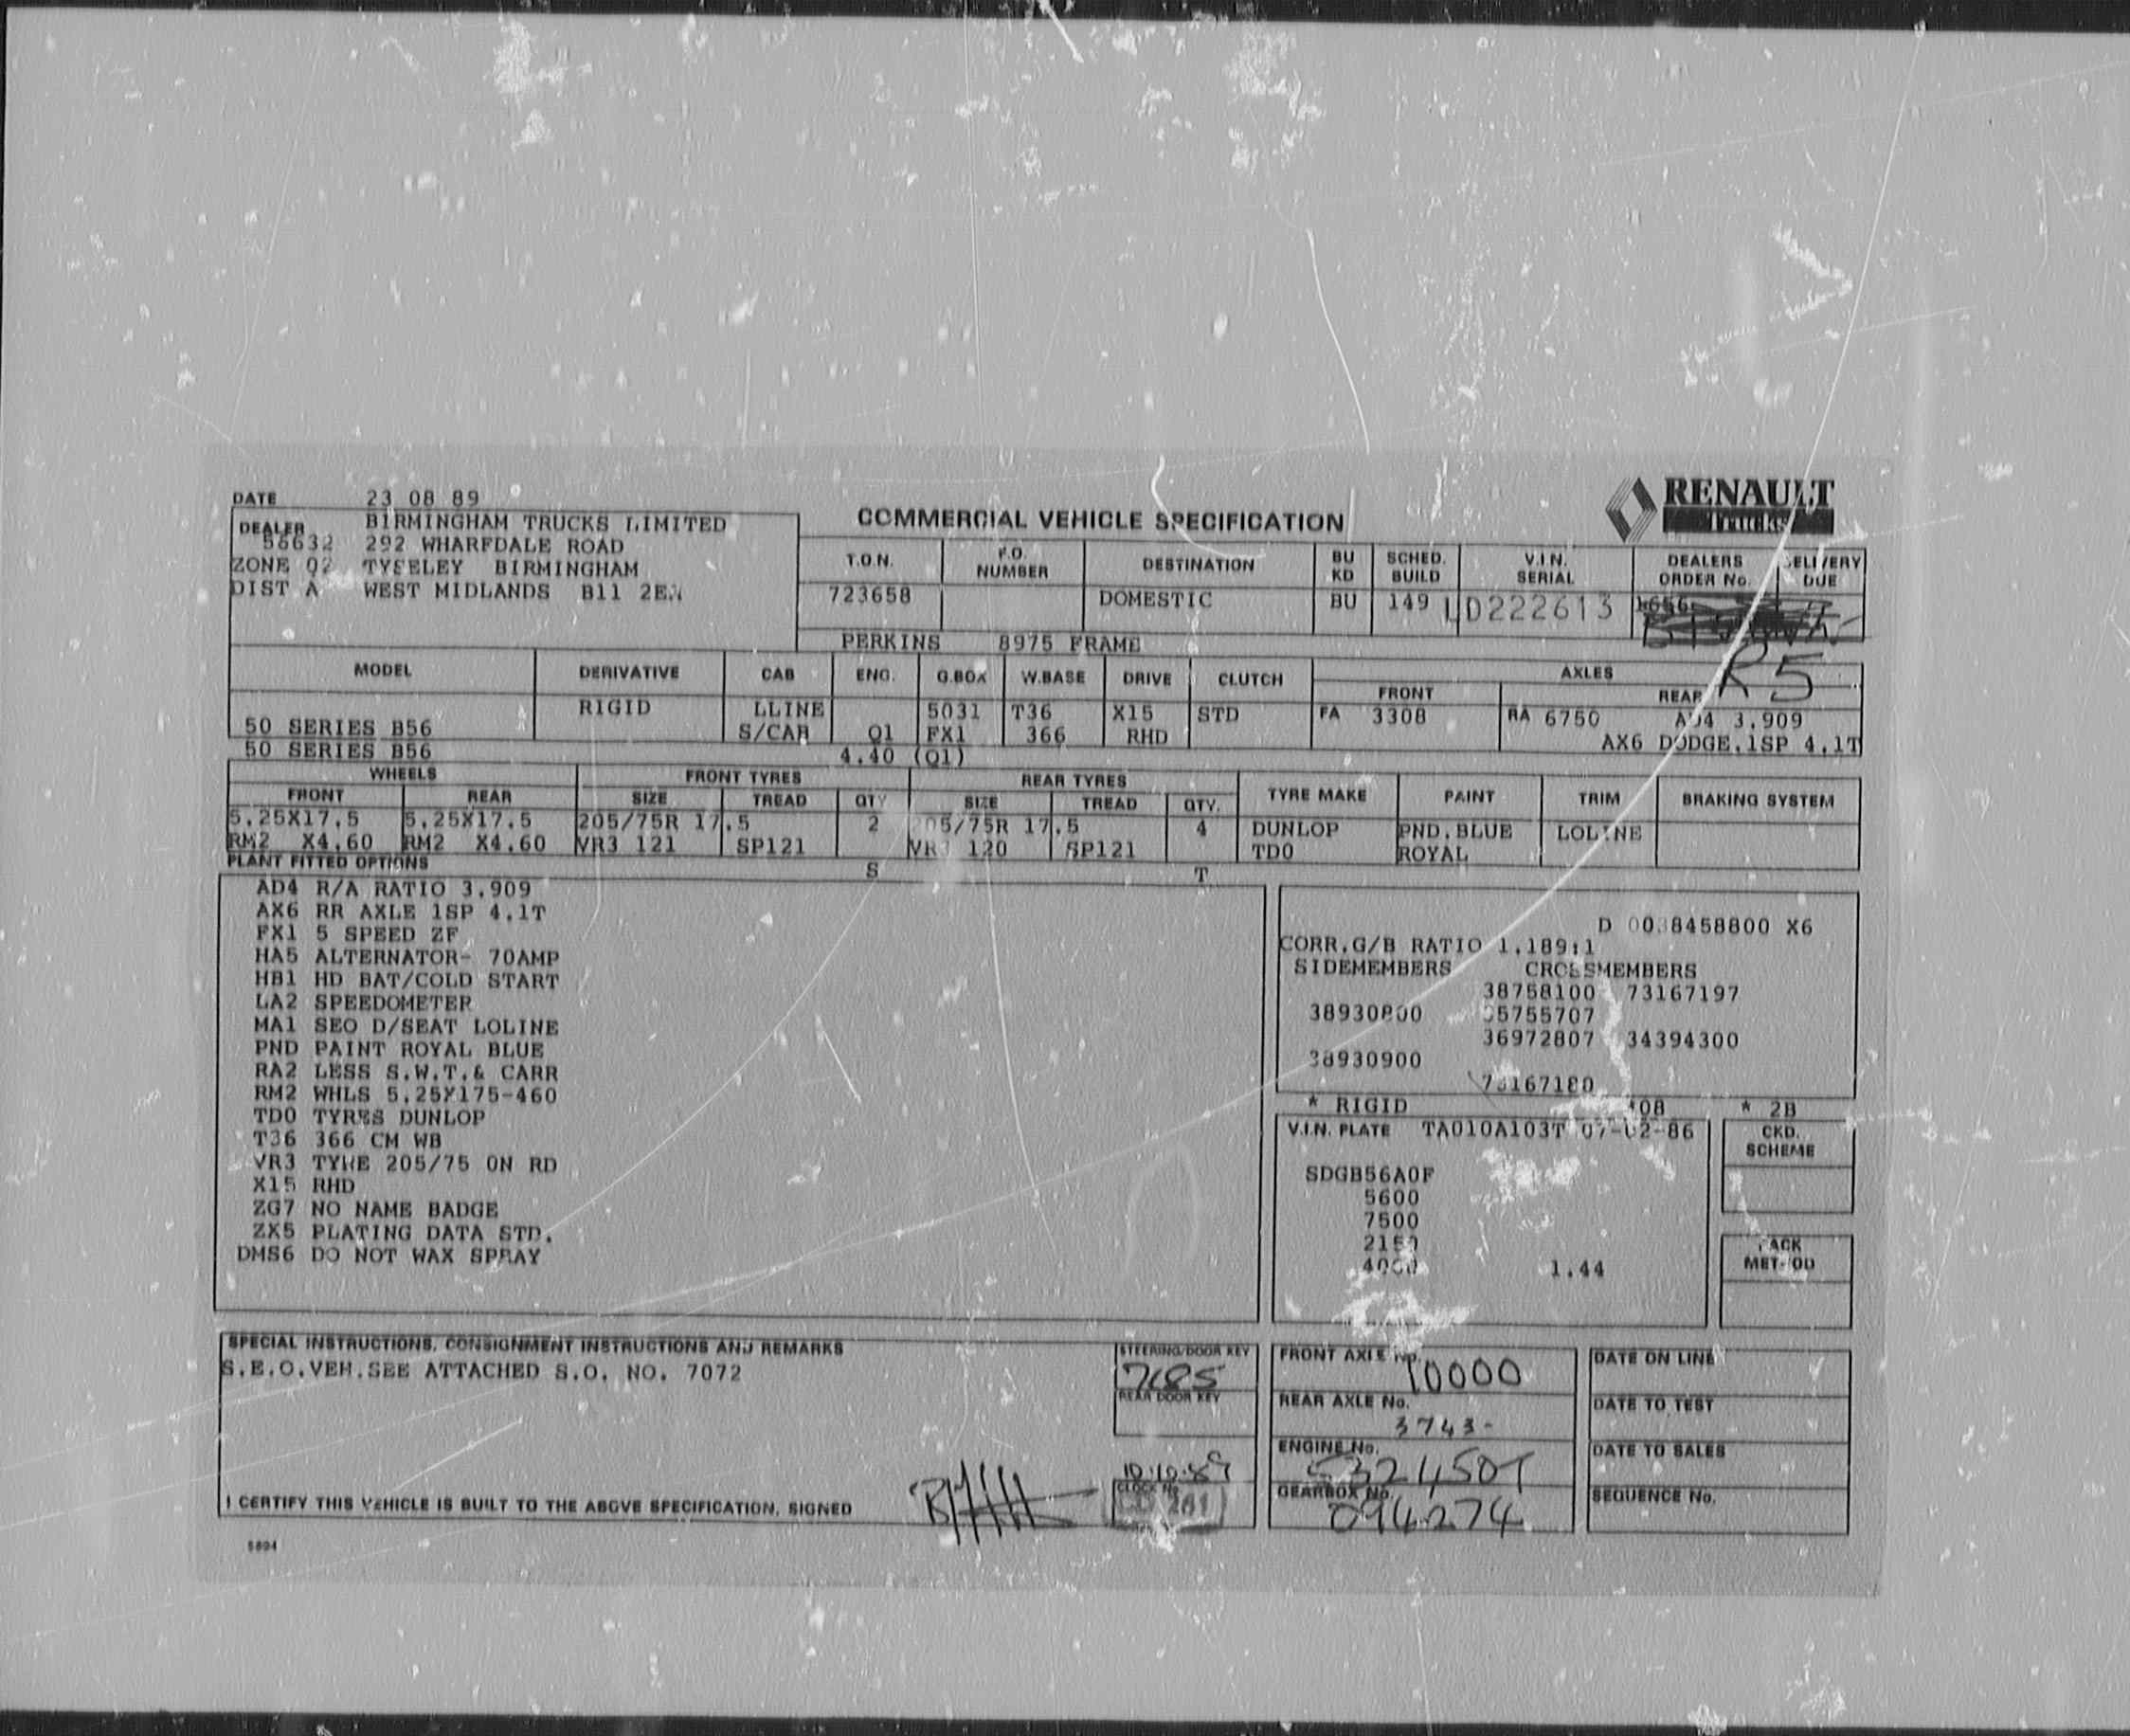 DATE 23 08 89
DEALER BIRMINGHAM TRUCKS LIMITED
56632 292 WHARFDALE ROAD
ZONE 02 TYSELEY BIRMINGHAM
DIST A WEST MIDLANDS B11
COMMERCIAL VEHICLE SPECIFICATION
RENAULT
Trucks
T.O.N. F.O. NUMBER DESTINATION BU KD SCHED. BUILD V.I.N. SERIAL DEALERS ORDER No. DELIVERY DUE
723658 DOMESTIC BU 149 LD222613
PERKINS 8975 FRAME
R5
MODEL DERIVATIVE CAB ENG. G.BOX W.BASE DRIVE CLUTCH AXLES
FRONT REAR
RIGID LLINE 5031 T36 X15 STD FA 3308 RA 6750 AD4 3.909
50 SERIES B56 S/CAB Q1 FX1 366 RHD AX6 DODGE.1SP 4.1T
50 SERIES B56 4.40 (Q1)
WHEELS FRONT TYRES REAR TYRES TYRE MAKE PAINT TRIM BRAKING SYSTEM
FRONT REAR SIZE TREAD QTY SIZE TREAD QTY.
5.25X17.5 5.25X17.5 205/75R 17.5 2 205/75R 17.5 4 DUNLOP PND.BLUE LOLINE
RM2 X4.60 RM2 X4.60 VR3 121 SP121 VR3 120 SP121 TDO ROYAL
PLANT FITTED OPTIONS S T
AD4 R/A RATIO 3.909
AX6 RR AXLE 1SP 4.1T
FX1 5 SPEED ZF
HA5 ALTERNATOR- 70AMP
HB1 HD BAT/COLD START
LA2 SPEEDOMETER
MA1 SEO D/SEAT LOLINE
PND PAINT ROYAL BLUE
RA2 LESS S.W.T.& CARR
RM2 WHLS 5.25X175-460
TDO TYRES DUNLOP
T36 366 CM WB
VR3 TYRE 205/75 ON RD
X15 RHD
ZG7 NO NAME BADGE
ZX5 PLATING DATA STD.
DMS6 DO NOT WAX SPRAY
D X6
CORR.G/B RATIO 1.189:1
SIDEMEMBERS CROSSMEMBERS
38758100 73167197
38930800
36972807 34394300
38930900
73167180
* RIGID * 2B
V.I.N. PLATE TA010A103T 07-02-86 CKD. SCHEME
SDGB56A0F
5600
7500
1.44
PACK METHOD
SPECIAL INSTRUCTIONS, CONSIGNMENT INSTRUCTIONS AND REMARKS
S.E.O.VEH.SEE ATTACHED S.O. NO. 7072
STEERING/DOOR KEY
REAR DOOR KEY
10.10.89
CLOCK No
I CERTIFY THIS VEHICLE IS BUILT TO THE ABOVE SPECIFICATION, SIGNED
FRONT AXLE No. 10000
REAR AXLE No. 3743-
ENGINE No.
GEARBOX No. 094274
DATE ON LINE
DATE TO TEST
DATE TO SALES
SEQUENCE No.